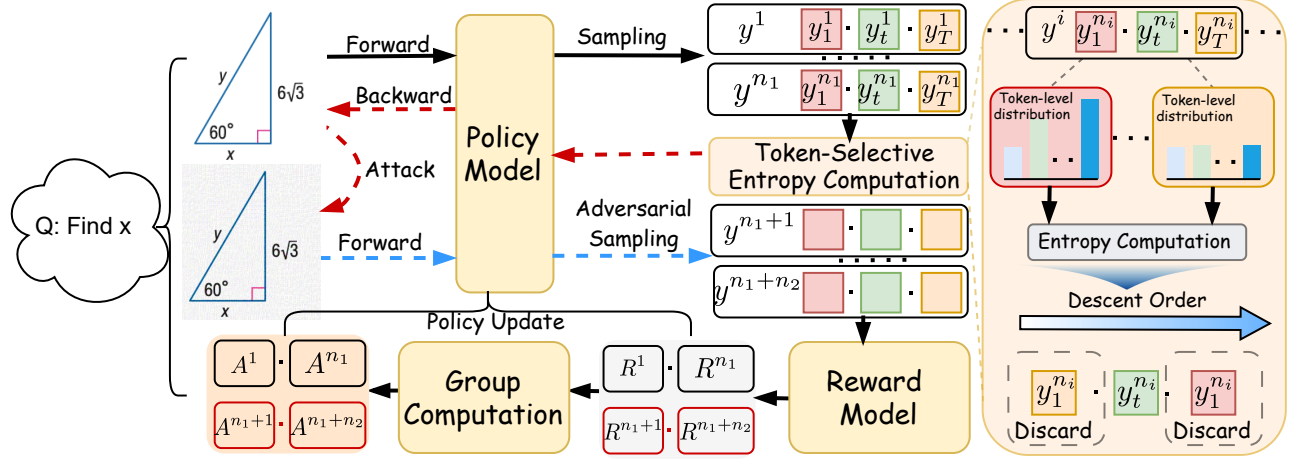 Q: Find x
y
6√3
60°
x
y
6√3
60°
x
Forward
Backward
Attack
Forward
Policy
Model
Sampling
Adversarial
Sampling
y^1 y_1^1 · y_t^1 · y_T^1
· · · · ·
y^{n_1} y_1^{n_1} · y_t^{n_1} · y_T^{n_1}
Token-Selective
Entropy Computation
y^{n_1+1} · ·
· · · · ·
y^{n_1+n_2} · ·
Reward
Model
R^1 · R^{n_1}
R^{n_1+1} · R^{n_1+n_2}
Group
Computation
A^1 · A^{n_1}
A^{n_1+1} · A^{n_1+n_2}
Policy Update
· · · y^i y_1^{n_i} · y_t^{n_i} · y_T^{n_i} · · ·
Token-level
distribution
· · ·
Token-level
distribution
Entropy Computation
Descent Order
y_1^{n_i} · y_t^{n_i} · y_1^{n_i}
Discard
Discard